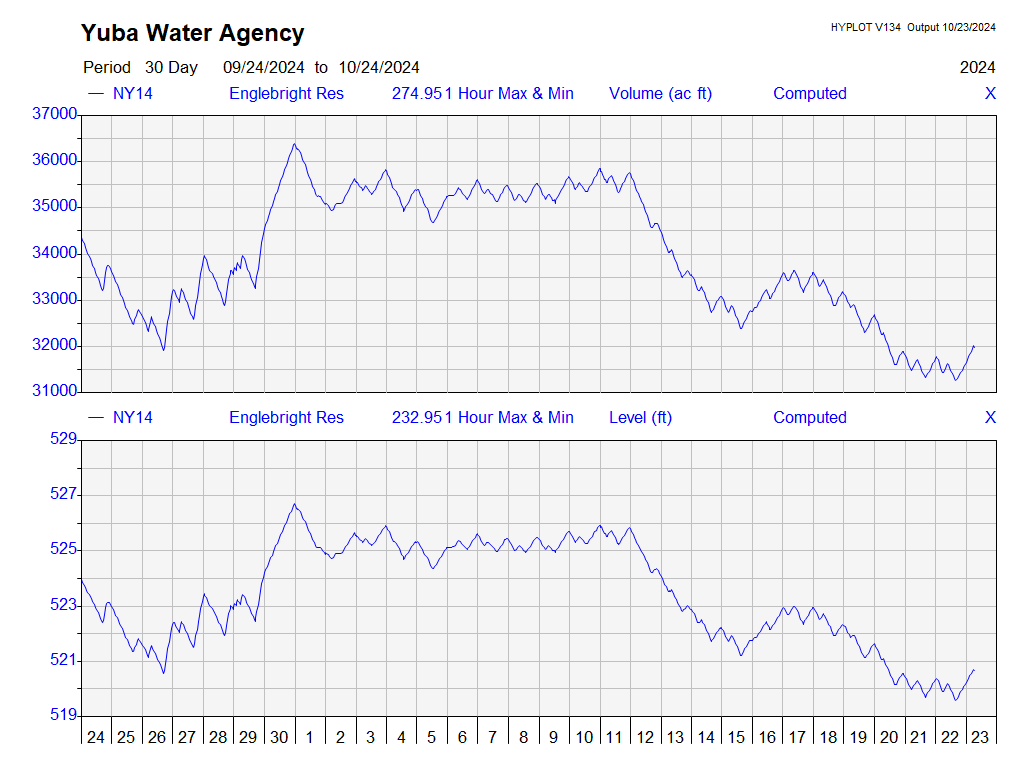 Yuba Water Agency
HYPLOT V134 Output 10/23/2024
Period 30 Day 09/24/2024 to 10/24/2024
2024
— NY14 Englebright Res 274.951 Hour Max & Min Volume (ac ft) Computed X
37000
36000
35000
34000
33000
32000
31000
— NY14 Englebright Res 232.951 Hour Max & Min Level (ft) Computed X
529
527
525
523
521
519
24 25 26 27 28 29 30 1 2 3 4 5 6 7 8 9 10 11 12 13 14 15 16 17 18 19 20 21 22 23